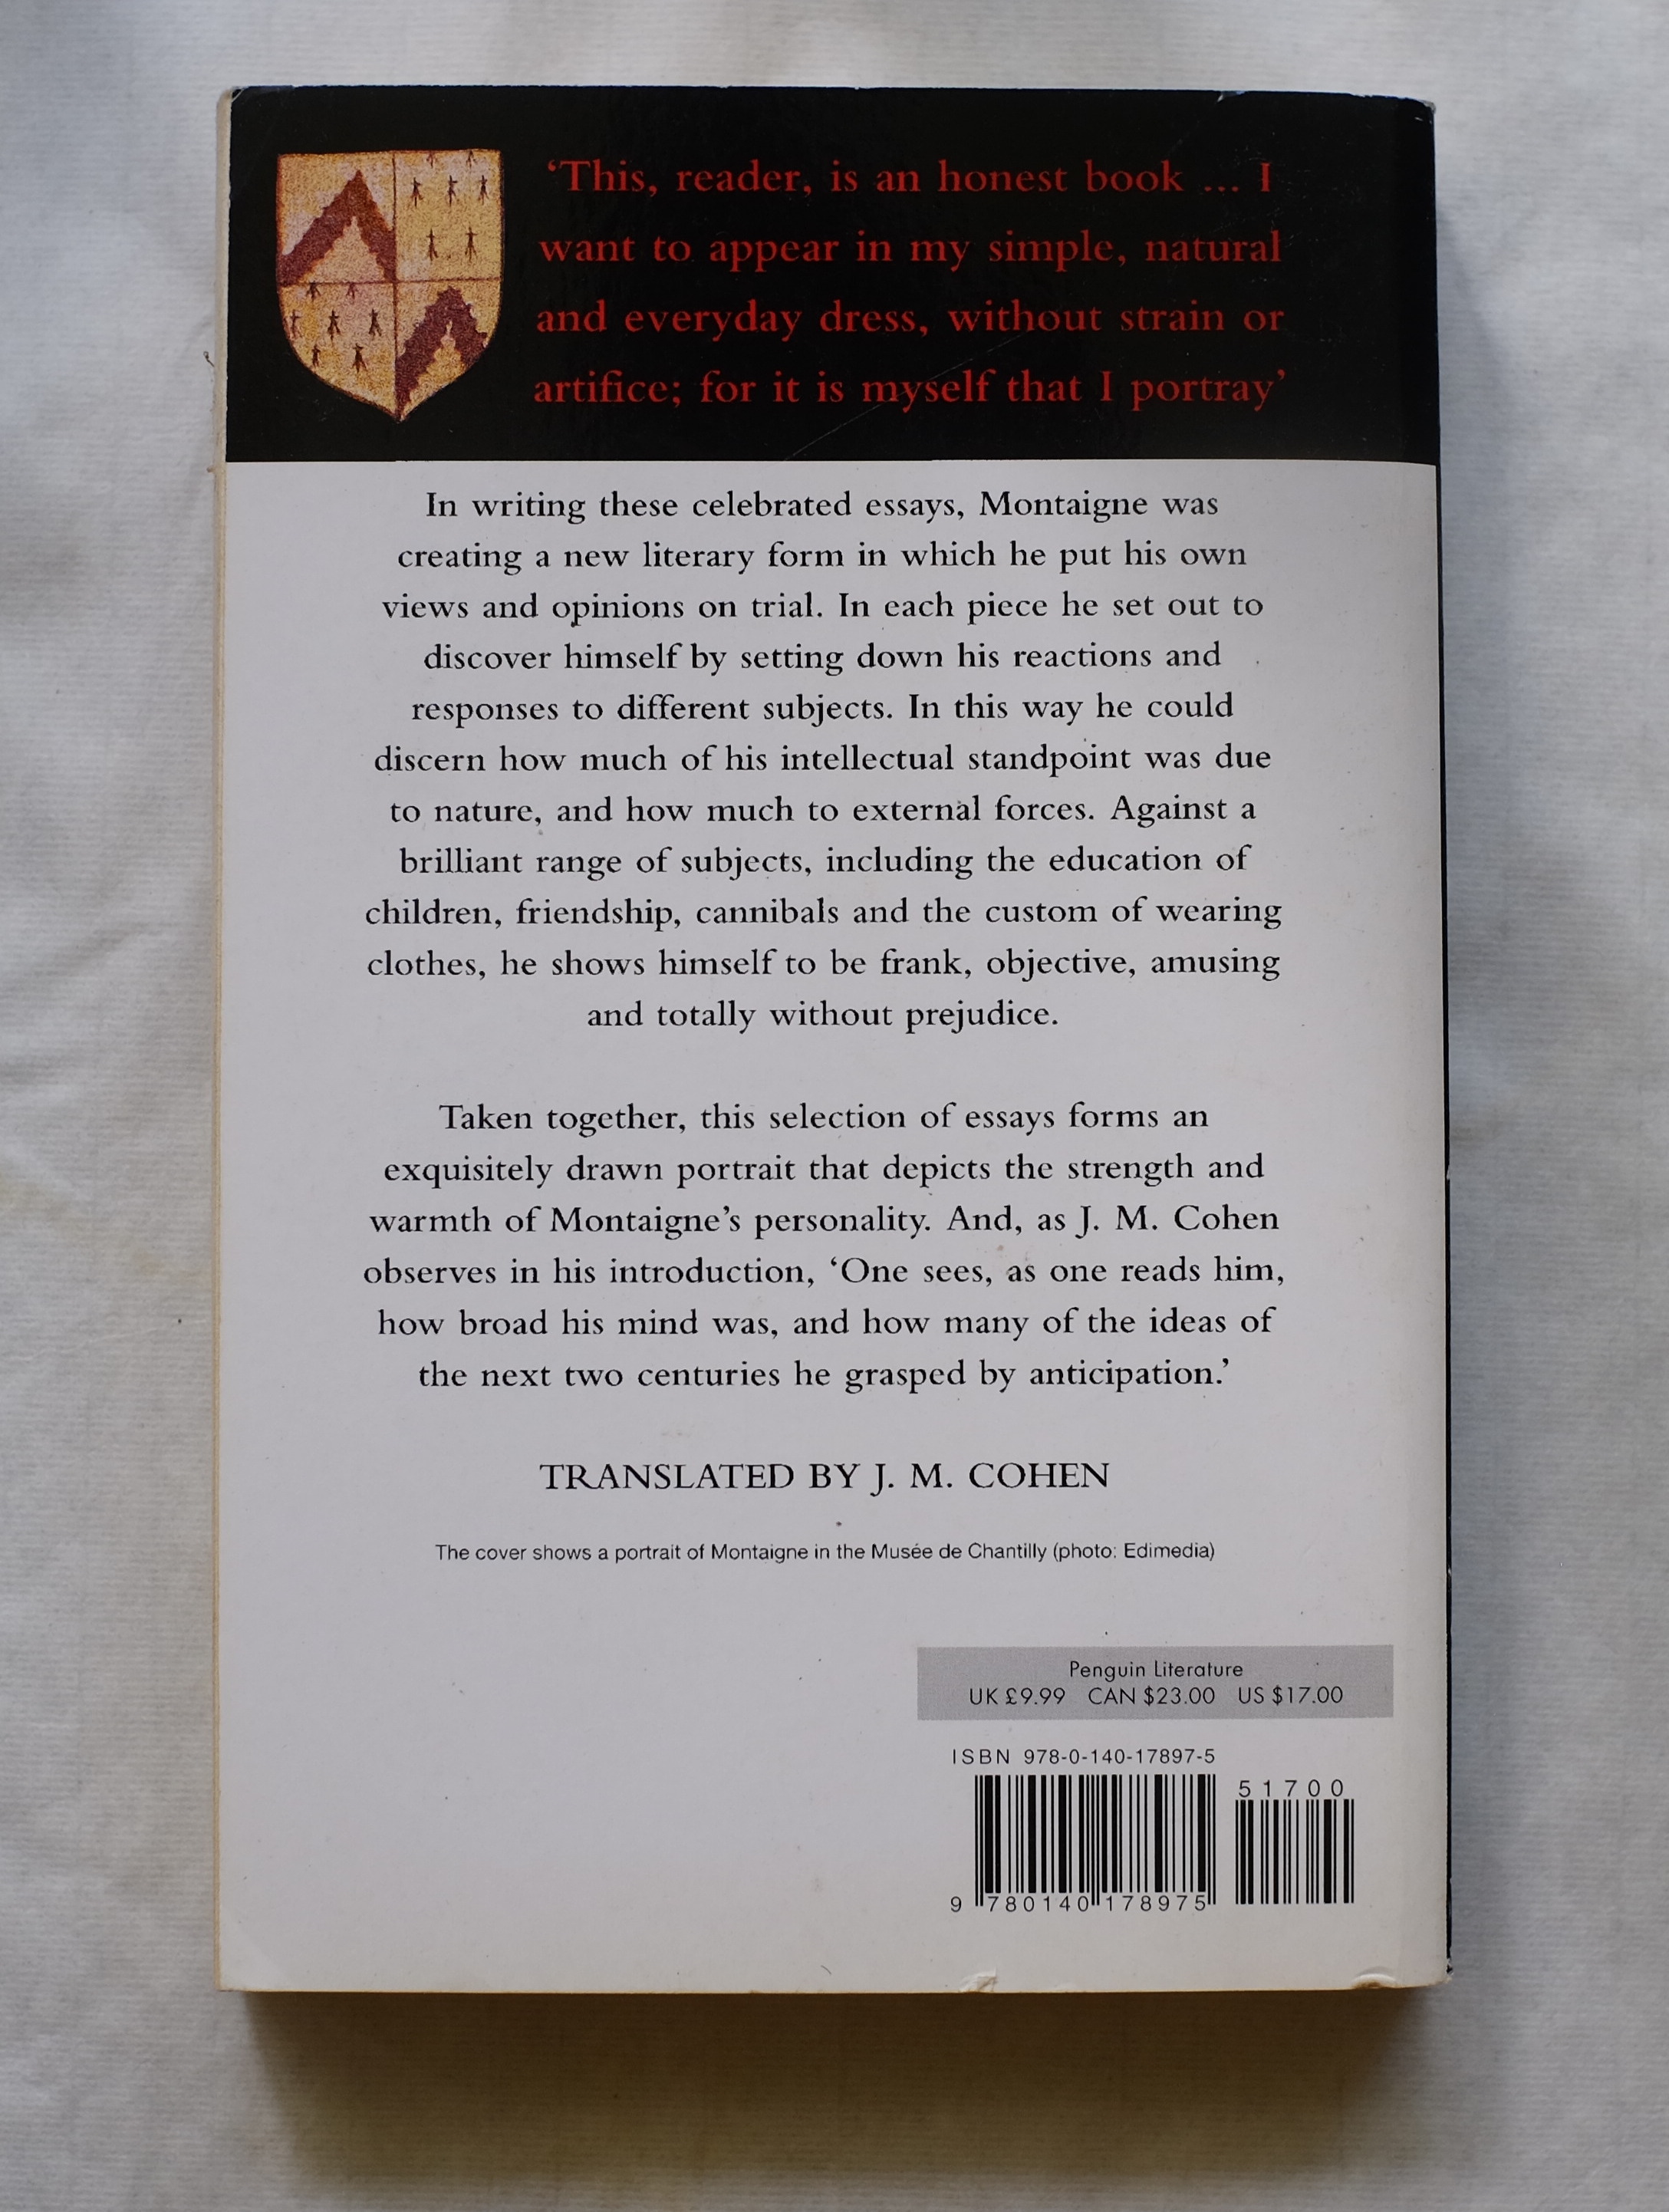 ‘This, reader, is an honest book ... I
want to appear in my simple, natural
and everyday dress, without strain or
artifice; for it is myself that I portray’
In writing these celebrated essays, Montaigne was
creating a new literary form in which he put his own
views and opinions on trial. In each piece he set out to
discover himself by setting down his reactions and
responses to different subjects. In this way he could
discern how much of his intellectual standpoint was due
to nature, and how much to external forces. Against a
brilliant range of subjects, including the education of
children, friendship, cannibals and the custom of wearing
clothes, he shows himself to be frank, objective, amusing
and totally without prejudice.
Taken together, this selection of essays forms an
exquisitely drawn portrait that depicts the strength and
warmth of Montaigne’s personality. And, as J. M. Cohen
observes in his introduction, ‘One sees, as one reads him,
how broad his mind was, and how many of the ideas of
the next two centuries he grasped by anticipation.’
TRANSLATED BY J. M. COHEN
The cover shows a portrait of Montaigne in the Musée de Chantilly (photo: Edimedia)
Penguin Literature
UK £9.99 CAN $23.00 US $17.00
ISBN 978-0-140-17897-5
51700
9 780140 178975